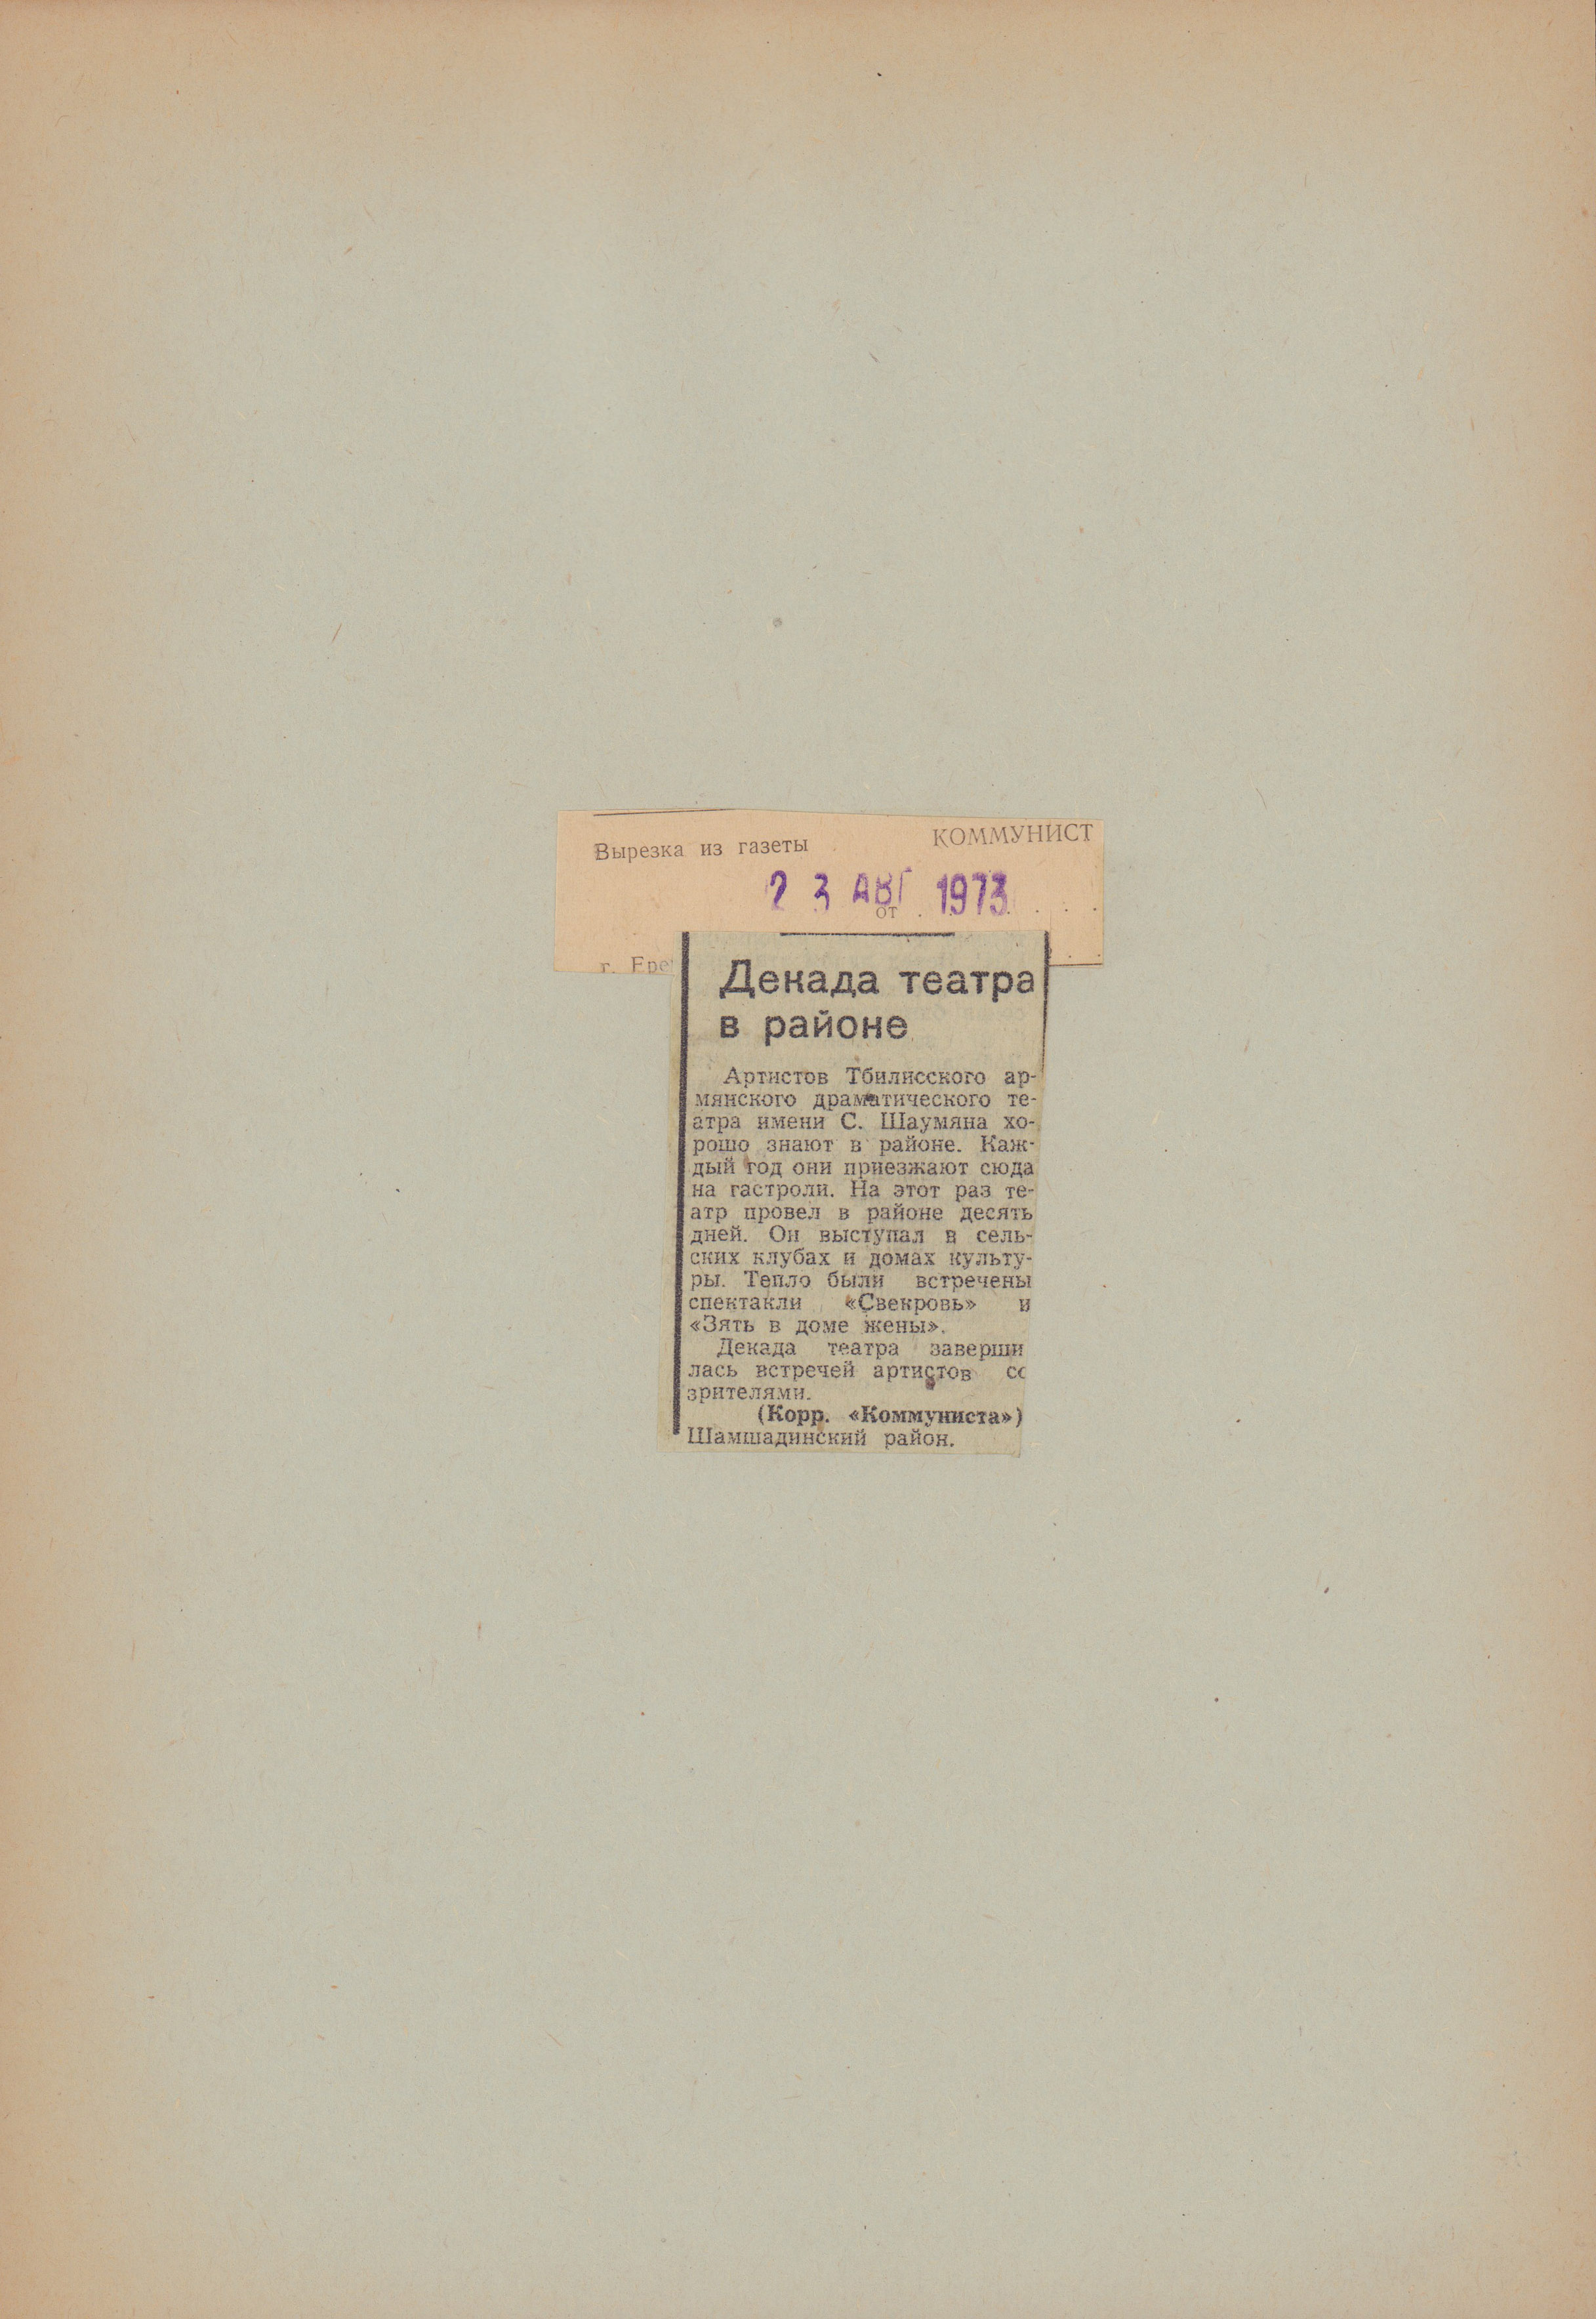 Вырезка из газеты КОММУНИСТ
23 АВГ 1973
от . . . .
г. Ере
Декада театра
в районе
Артистов Тбилисского ар-
мянского драматического те-
атра имени С. Шаумяна хо-
рошо знают в районе. Каж-
дый год они приезжают сюда
на гастроли. На этот раз те-
атр провел в районе десять
дней. Он выступал в сель-
ских клубах и домах культу-
ры. Тепло были встречены
спектакли «Свекровь» и
«Зять в доме жены».
Декада театра заверши
лась встречей артистов со
зрителями.
(Корр. «Коммуниста»)
Шамшадинский район.